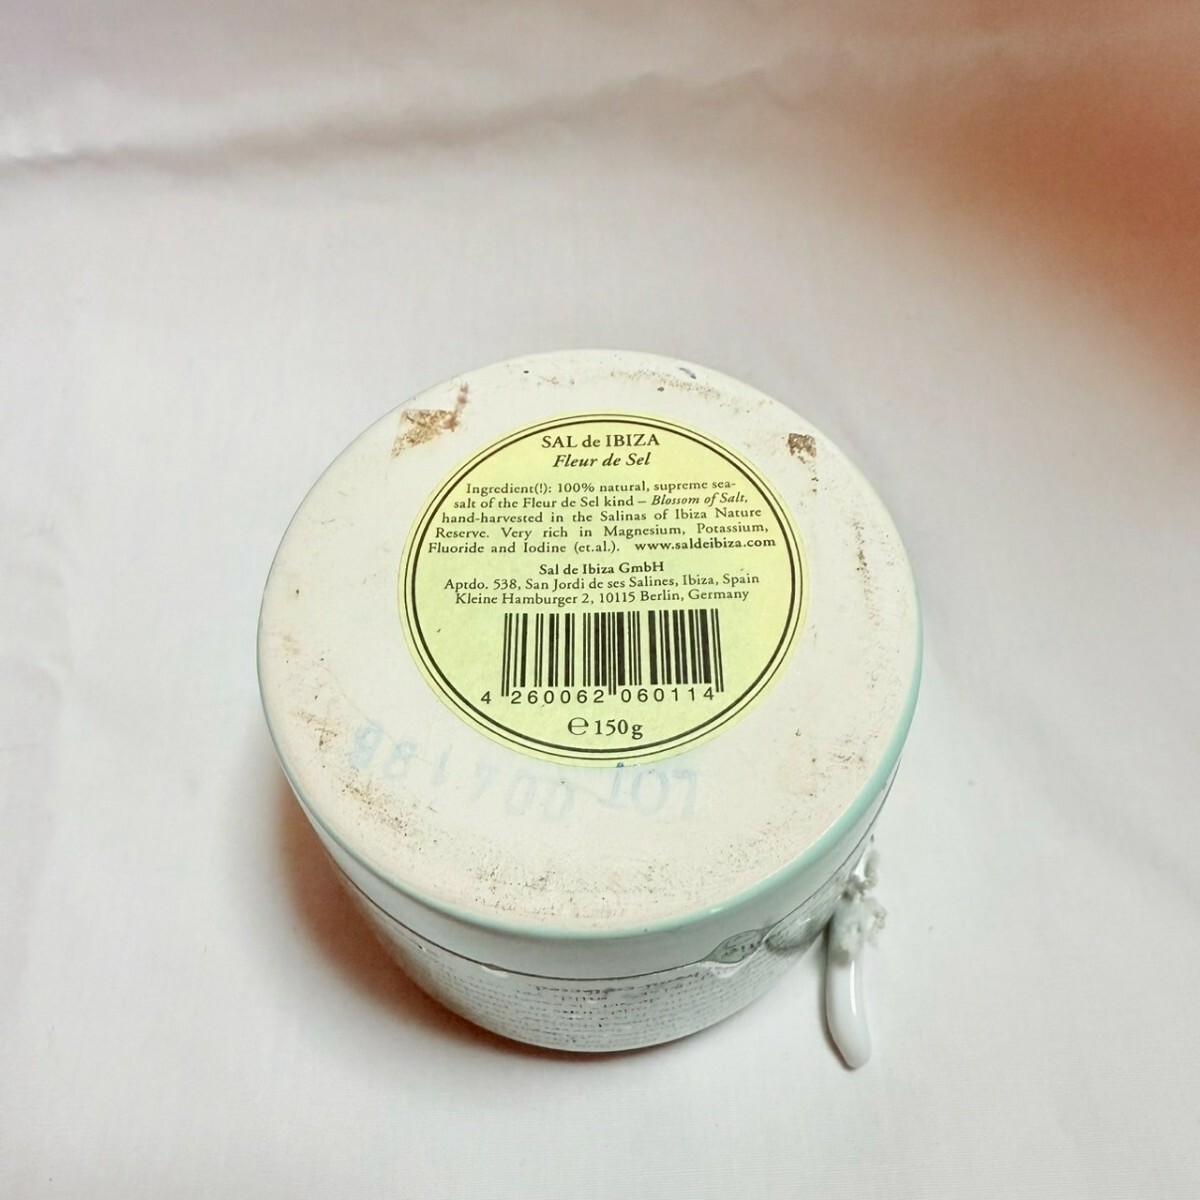 SAL de IBIZA
Fleur de Sel
Ingredient(!): 100% natural, supreme sea-
salt of the Fleur de Sel kind – Blossom of Salt,
hand-harvested in the Salinas of Ibiza Nature
Reserve. Very rich in Magnesium, Potassium,
Fluoride and Iodine (et.al.). www.saldeibiza.com
Sal de Ibiza GmbH
Aptdo. 538, San Jordi de ses Salines, Ibiza, Spain
Kleine Hamburger 2, 10115 Berlin, Germany
4 260062 060114
℮ 150g
LOT